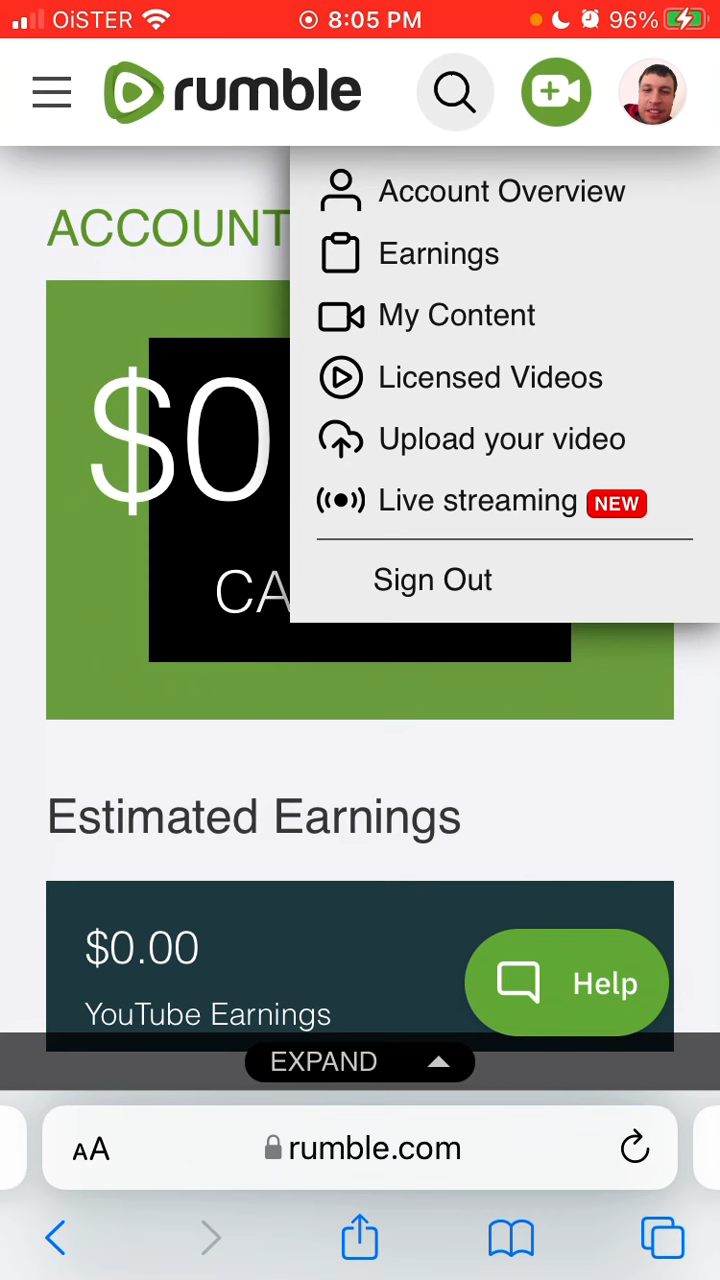 OiSTER 8:05 PM 96%
rumble
Account Overview
Earnings
My Content
Licensed Videos
Upload your video
Live streaming NEW
Sign Out
ACCOUNT
$0
CA
Estimated Earnings
$0.00
YouTube Earnings
Help
EXPAND
AA rumble.com